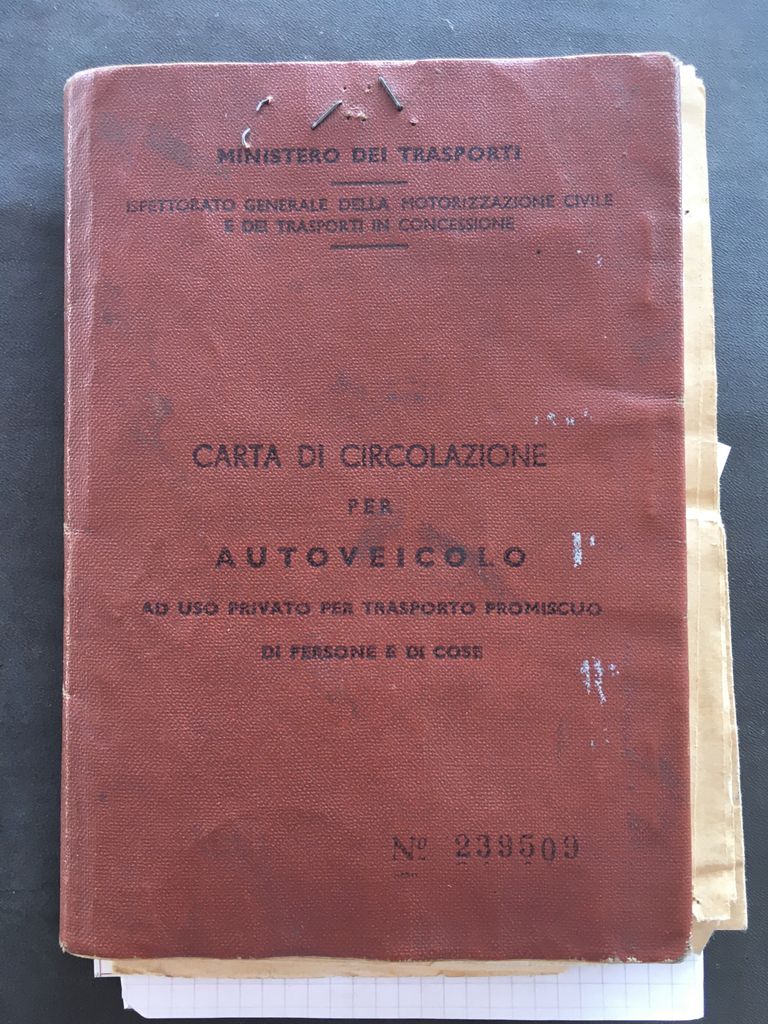 MINISTERO DEI TRASPORTI
ISPETTORATO GENERALE DELLA MOTORIZZAZIONE CIVILE
E DEI TRASPORTI IN CONCESSIONE
CARTA DI CIRCOLAZIONE
PER
AUTOVEICOLO
AD USO PRIVATO PER TRASPORTO PROMISCUO
DI PERSONE E DI COSE
Nº 239509